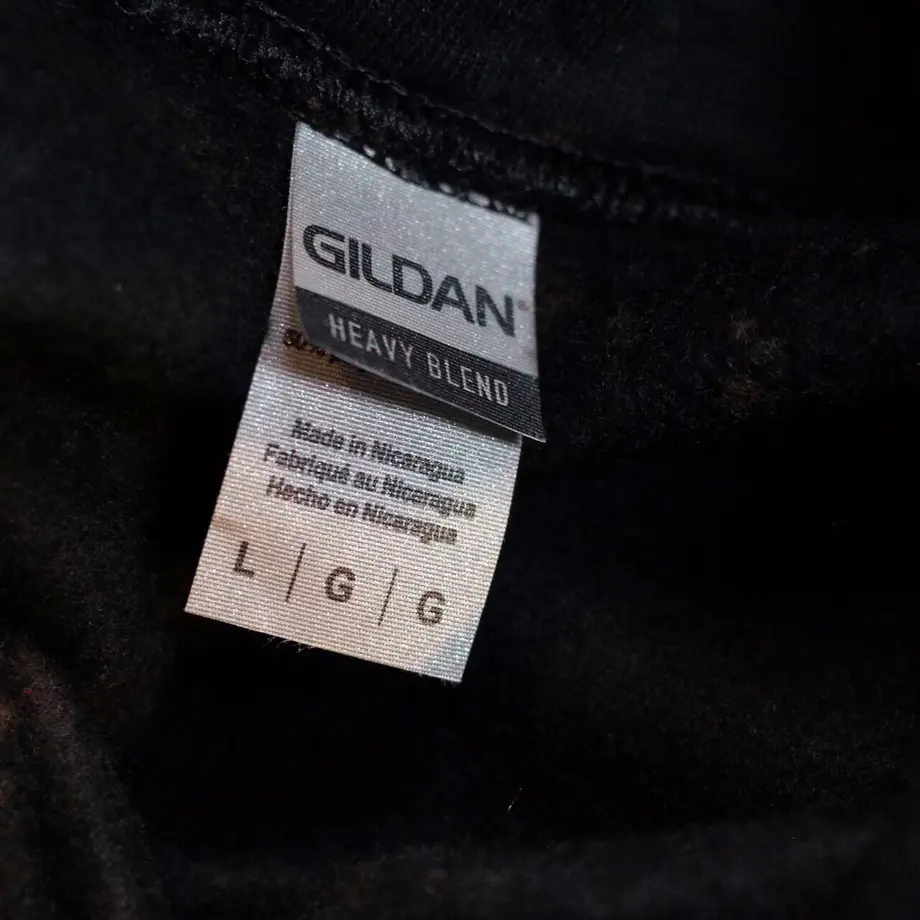 GILDAN®
HEAVY BLEND
Made in Nicaragua
Fabriqué au Nicaragua
Hecho en Nicaragua
L | G | G